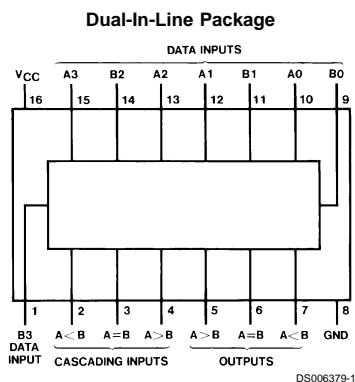 Dual-In-Line Package
DATA INPUTS
VCC A3 B2 A2 A1 B1 A0 B0
16 15 14 13 12 11 10 9
1 2 3 4 5 6 7 8
B3 A<B A=B A>B A>B A=B A<B GND
DATA
INPUT CASCADING INPUTS OUTPUTS
DS006379-1